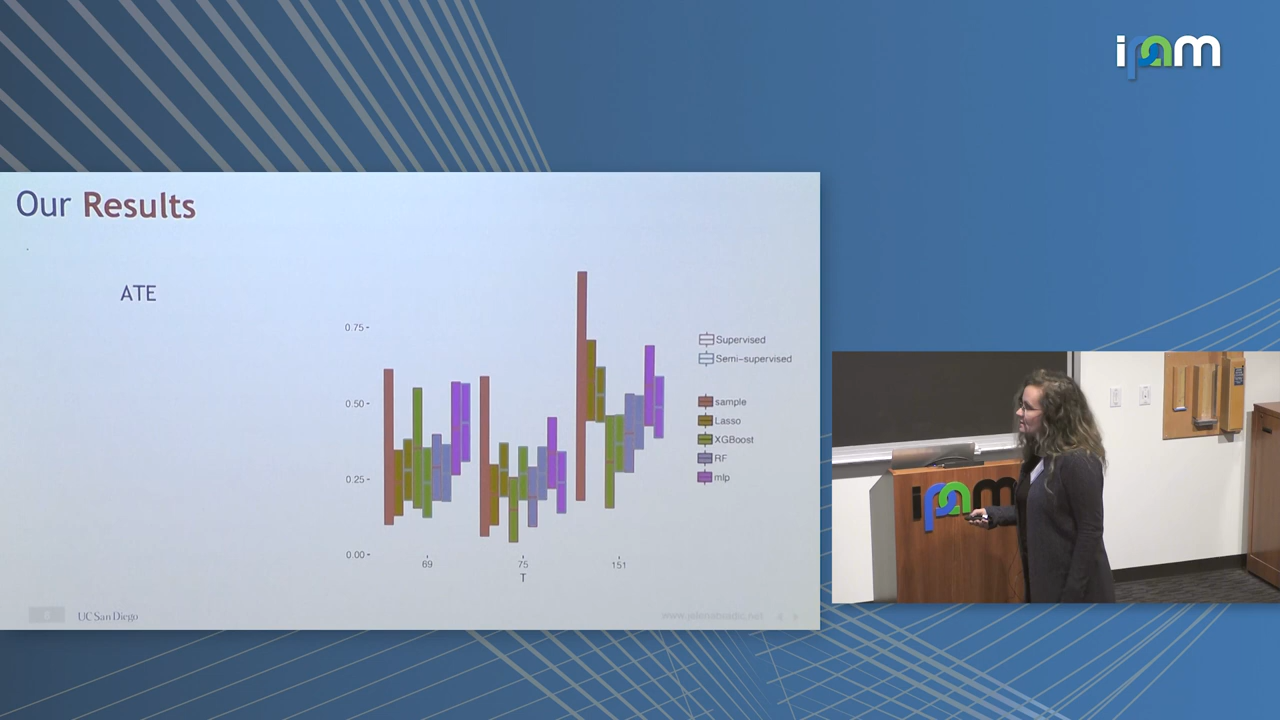 ipam
Our Results
ATE
0.75
0.50
0.25
0.00
69
75
151
T
Supervised
Semi-supervised
sample
Lasso
XGBoost
RF
mlp
UC San Diego
ipam